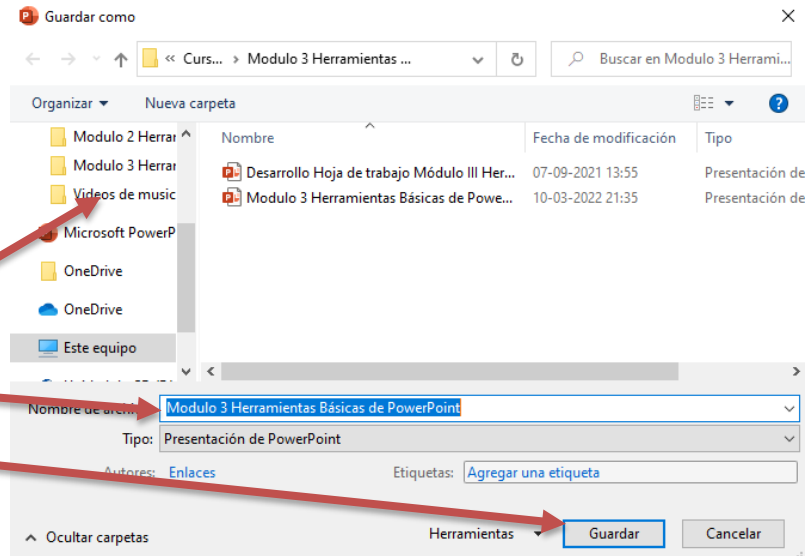 Guardar como
« Curs... › Modulo 3 Herramientas ...
Buscar en Modulo 3 Herrami...
Organizar Nueva carpeta
Nombre Fecha de modificación Tipo
Modulo 2 Herrar
Modulo 3 Herrar
Videos de music
Microsoft PowerP
OneDrive
OneDrive
Este equipo
Desarrollo Hoja de trabajo Módulo III Her... 07-09-2021 13:55 Presentación de
Modulo 3 Herramientas Básicas de Powe... 10-03-2022 21:35 Presentación de
Nombre de archivo: Modulo 3 Herramientas Básicas de PowerPoint
Tipo: Presentación de PowerPoint
Autores: Enlaces Etiquetas: Agregar una etiqueta
Ocultar carpetas Herramientas Guardar Cancelar